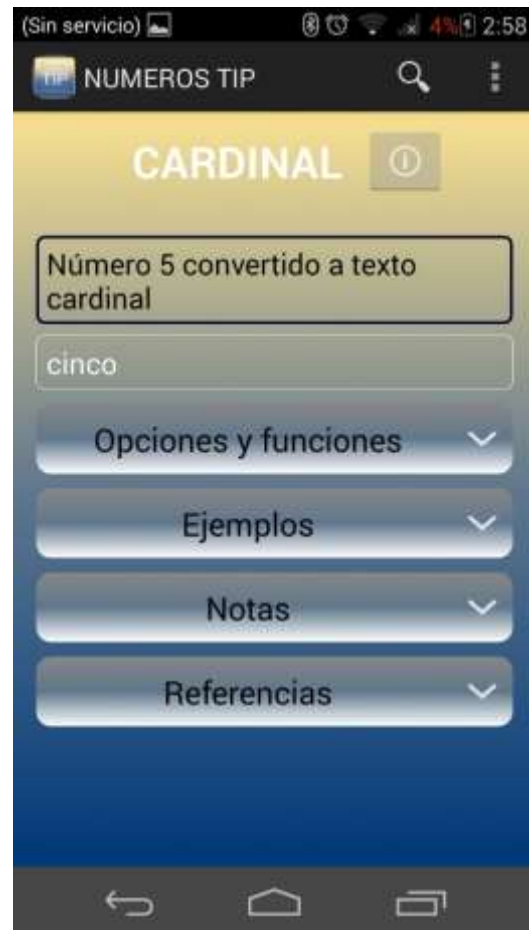 (Sin servicio) 4% 2:58
TIP NUMEROS TIP
CARDINAL
Número 5 convertido a texto
cardinal
cinco
Opciones y funciones
Ejemplos
Notas
Referencias